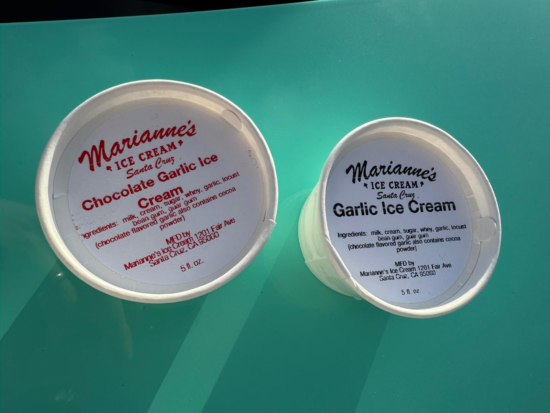 Marianne's
ICE CREAM
Santa Cruz
Chocolate Garlic Ice
Cream
Ingredients: milk, cream, sugar, whey, garlic, locust
bean gum, guar gum
(chocolate flavored garlic also contains cocoa
powder)
MFD by
Marianne's Ice Cream 1201 Fair Ave
Santa Cruz, CA 95060
5 fl. oz.
Marianne's
ICE CREAM
Santa Cruz
Garlic Ice Cream
Ingredients: milk, cream, sugar, whey, garlic, locust
bean gum, guar gum
(chocolate flavored garlic also contains cocoa
powder)
MFD by
Marianne's Ice Cream 1201 Fair Ave
Santa Cruz, CA 95060
5 fl. oz.